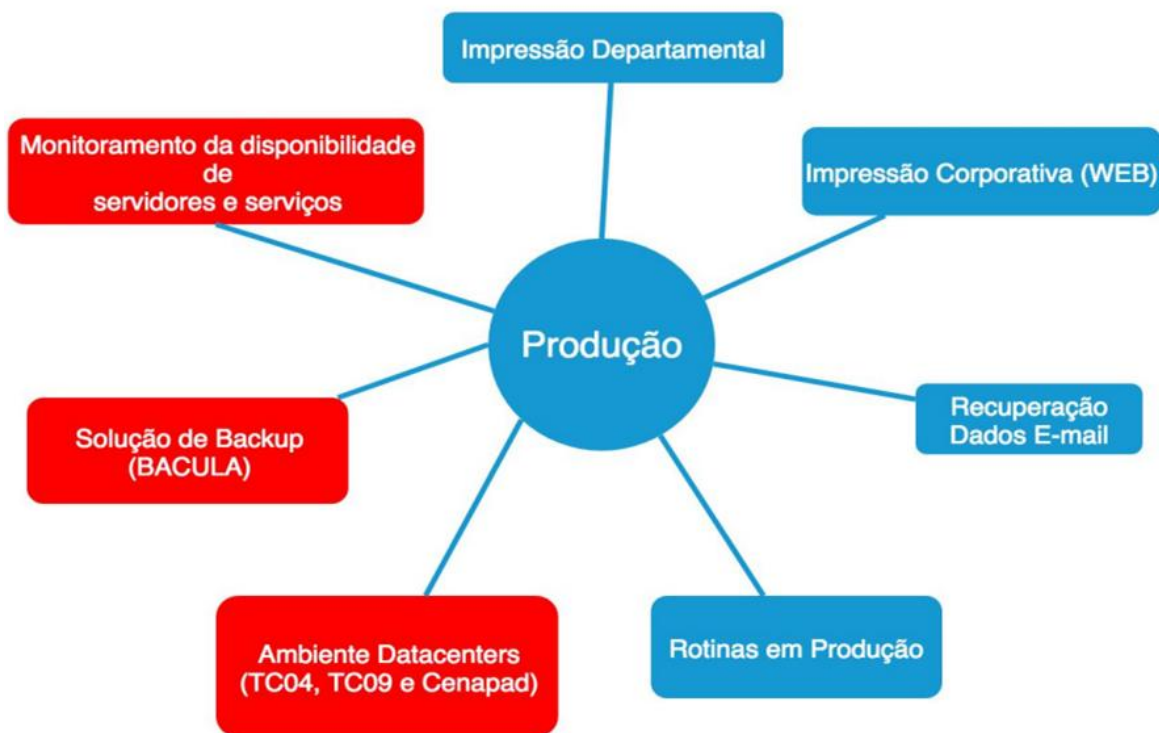 Impressão Departamental
Monitoramento da disponibilidade
de
servidores e serviços
Impressão Corporativa (WEB)
Produção
Recuperação
Dados E-mail
Solução de Backup
(BACULA)
Ambiente Datacenters
(TC04, TC09 e Cenapad)
Rotinas em Produção